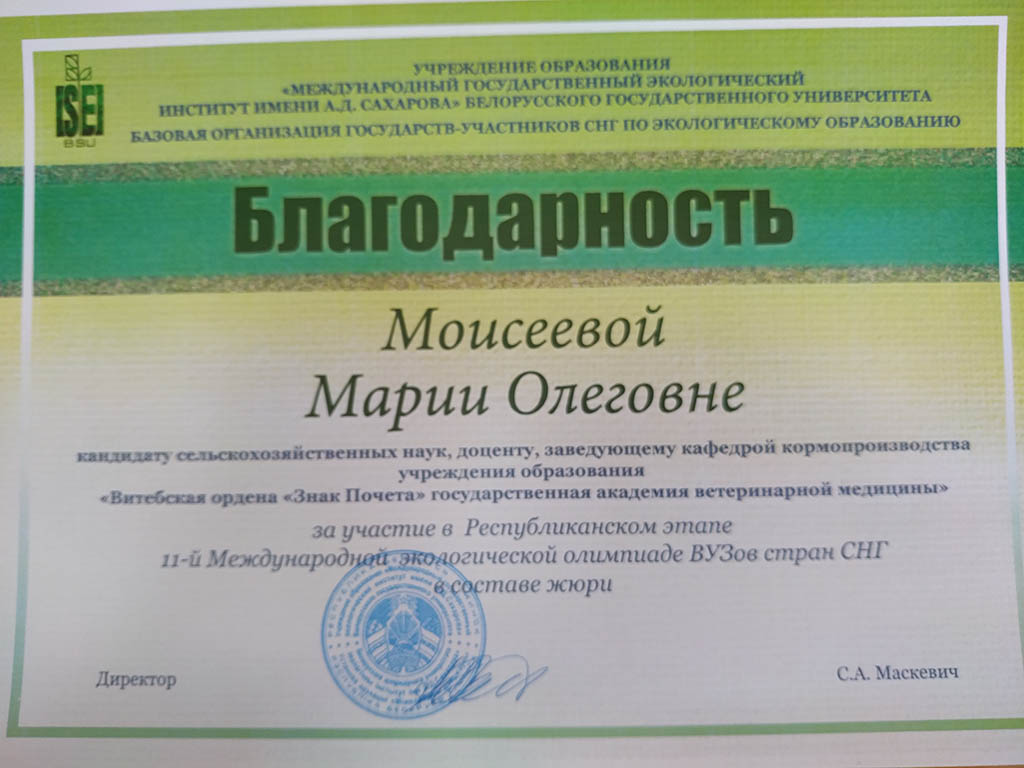 ISEI
BSU
УЧРЕЖДЕНИЕ ОБРАЗОВАНИЯ
«МЕЖДУНАРОДНЫЙ ГОСУДАРСТВЕННЫЙ ЭКОЛОГИЧЕСКИЙ
ИНСТИТУТ ИМЕНИ А.Д. САХАРОВА» БЕЛОРУССКОГО ГОСУДАРСТВЕННОГО УНИВЕРСИТЕТА
БАЗОВАЯ ОРГАНИЗАЦИЯ ГОСУДАРСТВ-УЧАСТНИКОВ СНГ ПО ЭКОЛОГИЧЕСКОМУ ОБРАЗОВАНИЮ
Благодарность
Моисеевой
Марии Олеговне
кандидату сельскохозяйственных наук, доценту, заведующему кафедрой кормопроизводства
учреждения образования
«Витебская ордена «Знак Почета» государственная академия ветеринарной медицины»
за участие в Республиканском этапе
11-й Международной экологической олимпиаде ВУЗов стран СНГ
в составе жюри
Директор
С.А. Маскевич